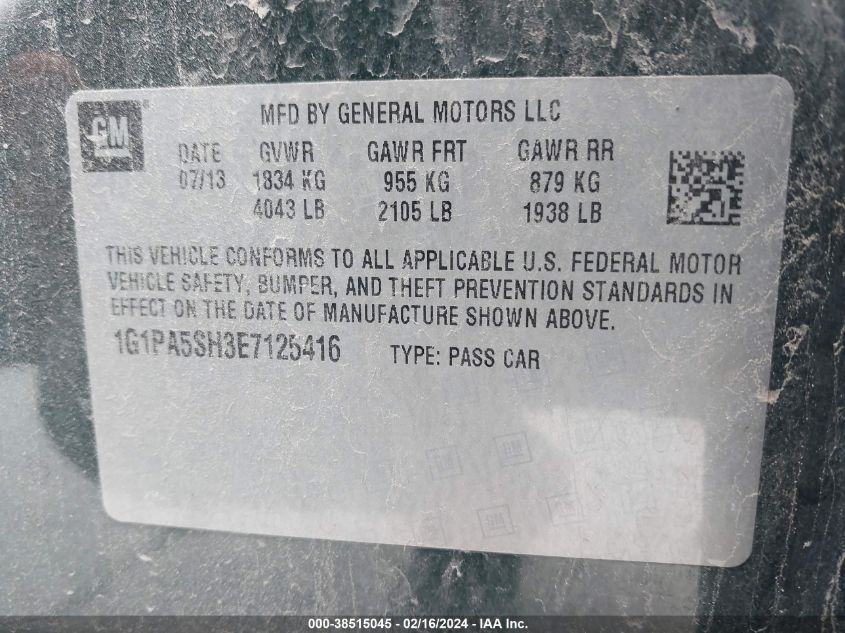 MFD BY GENERAL MOTORS LLC
GM
DATE GVWR GAWR FRT GAWR RR
07/13 1834 KG 955 KG 879 KG
4043 LB 2105 LB 1938 LB
THIS VEHICLE CONFORMS TO ALL APPLICABLE U.S. FEDERAL MOTOR
VEHICLE SAFETY, BUMPER, AND THEFT PREVENTION STANDARDS IN
EFFECT ON THE DATE OF MANUFACTURE SHOWN ABOVE.
1G1PA5SH3E7125416 TYPE: PASS CAR
GM GM
GM
000-38515045 - 02/16/2024 - IAA Inc.